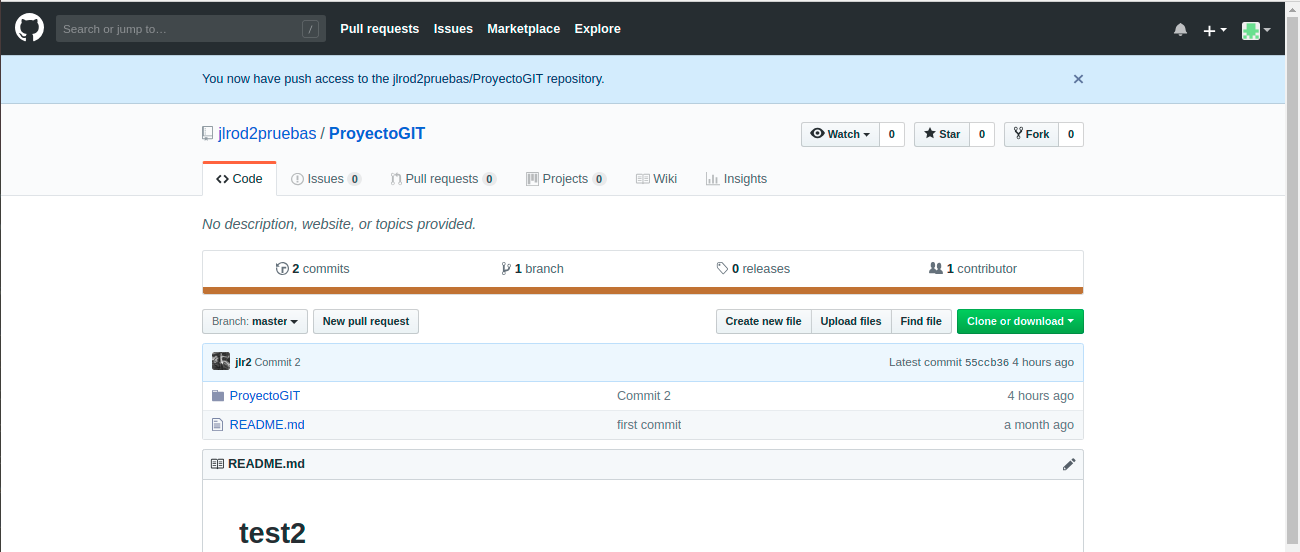 Search or jump to… / Pull requests Issues Marketplace Explore
You now have push access to the jlrod2pruebas/ProyectoGIT repository.
jlrod2pruebas / ProyectoGIT Watch 0 Star 0 Fork 0
Code Issues 0 Pull requests 0 Projects 0 Wiki Insights
No description, website, or topics provided.
2 commits 1 branch 0 releases 1 contributor
Branch: master New pull request Create new file Upload files Find file Clone or download
jlr2 Commit 2 Latest commit 55ccb36 4 hours ago
ProyectoGIT Commit 2 4 hours ago
README.md first commit a month ago
README.md
test2